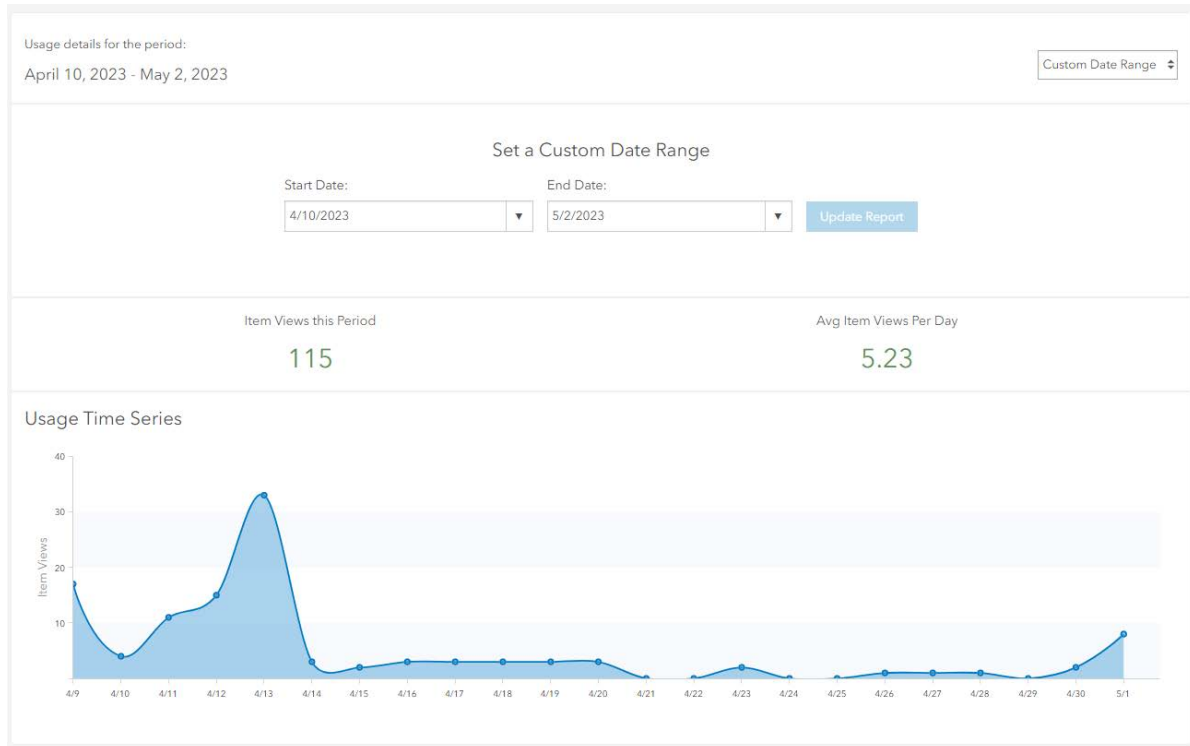 Usage details for the period:
April 10, 2023 - May 2, 2023
Custom Date Range
Set a Custom Date Range
Start Date:
End Date:
4/10/2023
5/2/2023
Update Report
Item Views this Period
Avg Item Views Per Day
115
5.23
Usage Time Series
Item Views
40
30
20
10
4/9 4/10 4/11 4/12 4/13 4/14 4/15 4/16 4/17 4/18 4/19 4/20 4/21 4/22 4/23 4/24 4/25 4/26 4/27 4/28 4/29 4/30 5/1